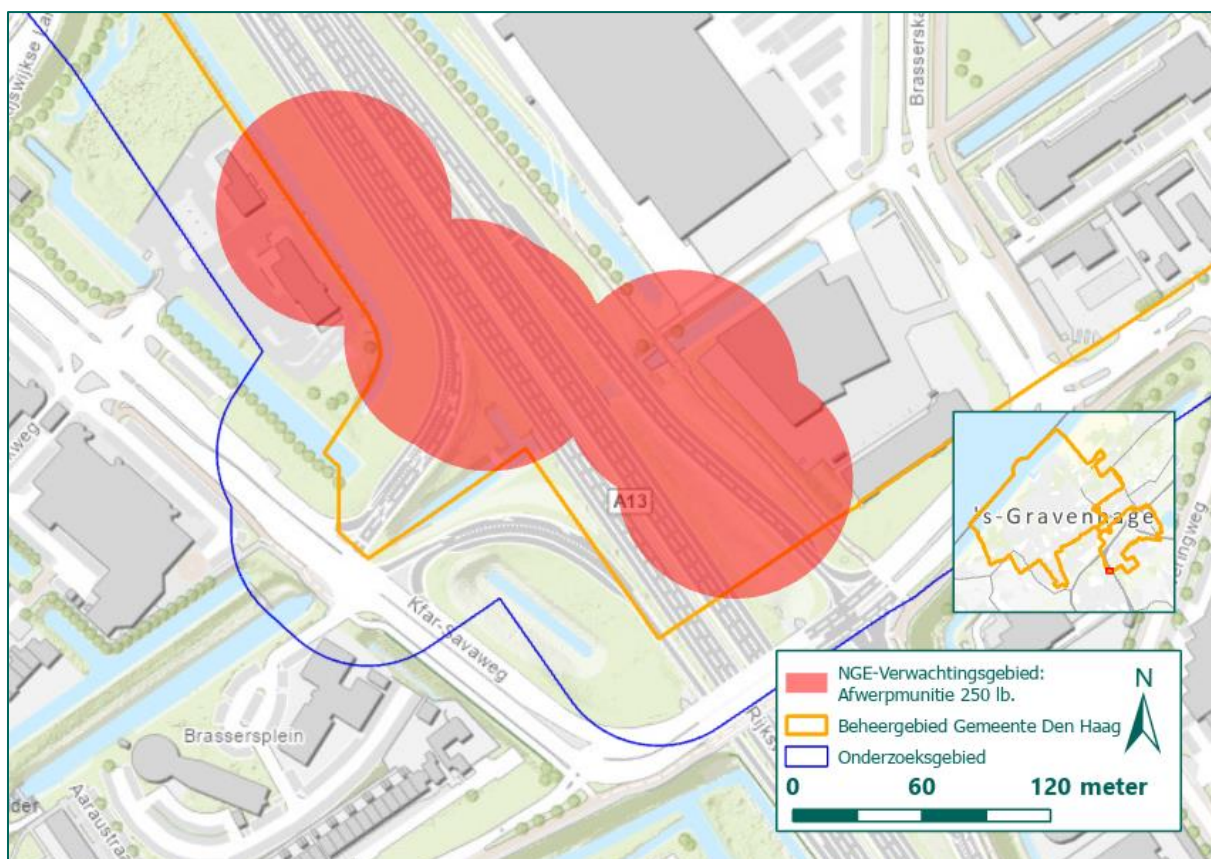 Brasserska
A13
's-Gravenhage
Kfar-Savaweg
Brassersplein
NGE-Verwachtingsgebied:
Afwerpmunitie 250 lb.
N
Beheergebied Gemeente Den Haag
Onderzoeksgebied
0 60 120 meter